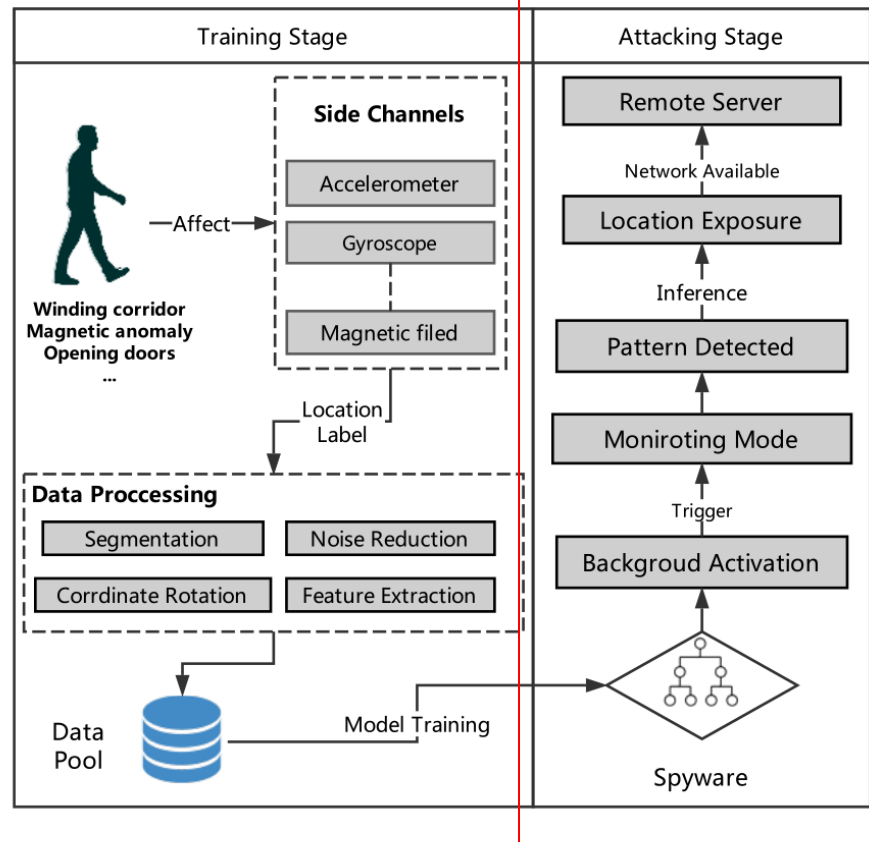 Training Stage
Attacking Stage
Side Channels
Accelerometer
Gyroscope
Magnetic filed
Affect
Winding corridor
Magnetic anomaly
Opening doors
...
Location
Label
Data Proccessing
Segmentation
Noise Reduction
Corrdinate Rotation
Feature Extraction
Data
Pool
Model Training
Remote Server
Network Available
Location Exposure
Inference
Pattern Detected
Moniroting Mode
Trigger
Backgroud Activation
Spyware